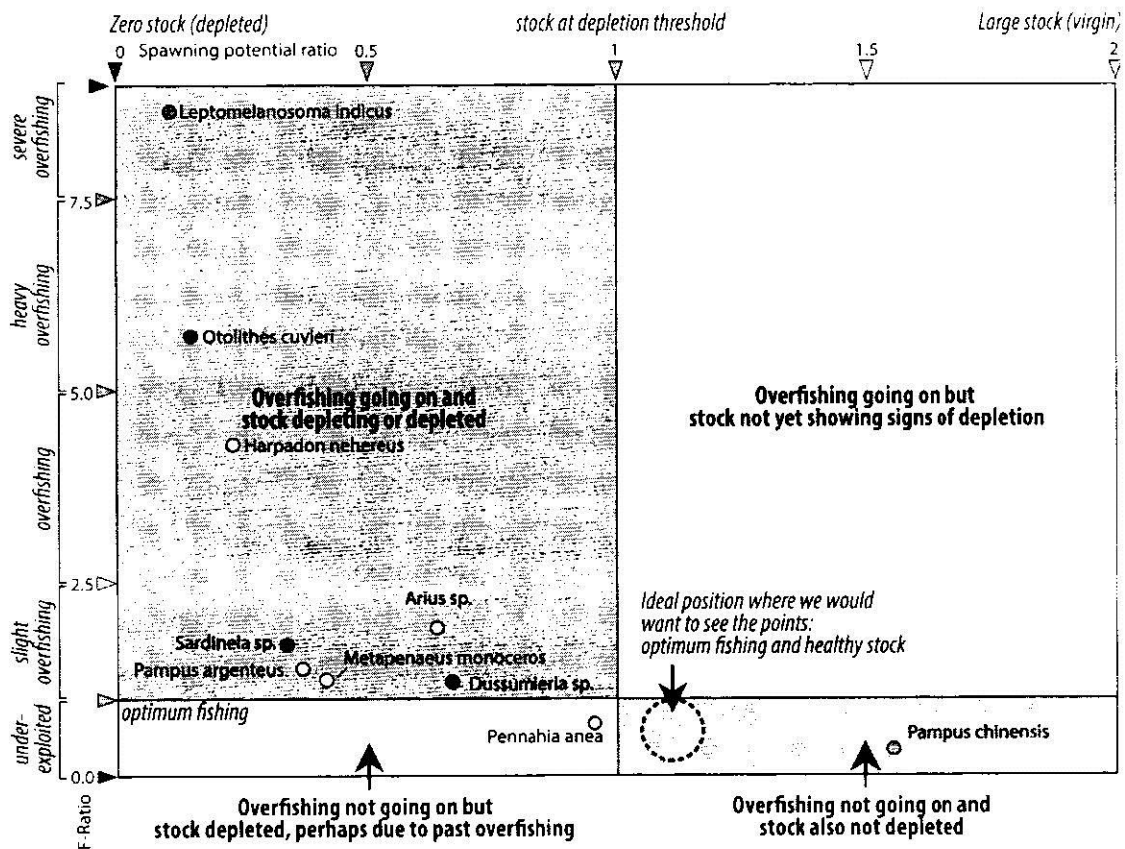 Zero stock (depleted)
stock at depletion threshold
Large stock (virgin)
0 Spawning potential ratio 0.5 1 1.5 2
severe
overfishing
Leptomelanosoma indicus
7.5
heavy
overfishing
Otolithes cuvieri
5.0
Overfishing going on and
stock depleting or depleted
Overfishing going on but
stock not yet showing signs of depletion
Harpadon nehereus
overfishing
2.5
Arius sp.
Ideal position where we would
want to see the points:
optimum fishing and healthy stock
slight
overfishing
Sardinela sp.
Pampus argenteus
Metapenaeus monoceros
Dussumieria sp.
optimum fishing
under-
exploited
Pennahia anea
Pampus chinensis
0.0
F-Ratio
Overfishing not going on but
stock depleted, perhaps due to past overfishing
Overfishing not going on and
stock also not depleted